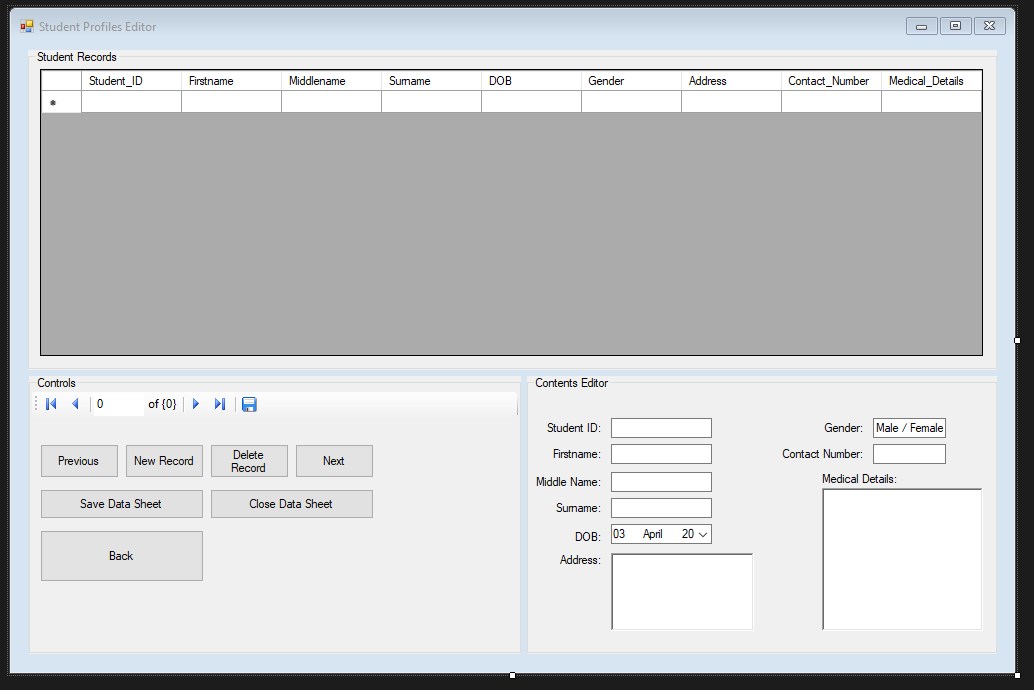 Student Profiles Editor
Student Records
Student_ID Firstname Middlename Surname DOB Gender Address Contact_Number Medical_Details
Controls
0 of {0}
Previous New Record Delete Record Next
Save Data Sheet Close Data Sheet
Back
Contents Editor
Student ID:
Firstname:
Middle Name:
Surname:
DOB: 03 April 20
Address:
Gender: Male / Female
Contact Number:
Medical Details: